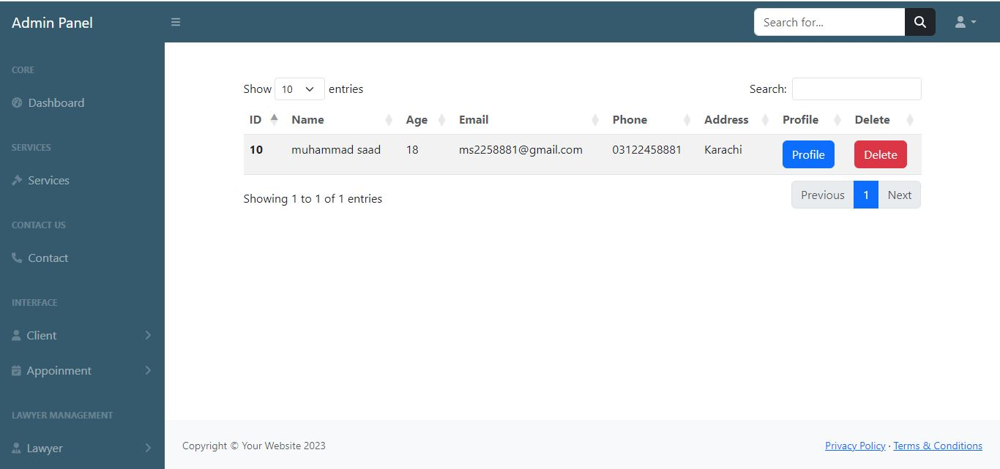 Admin Panel
Search for...
CORE
Dashboard
SERVICES
Services
CONTACT US
Contact
INTERFACE
Client
Appoinment
LAWYER MANAGEMENT
Lawyer
Show 10 entries
Search:
ID Name Age Email Phone Address Profile Delete
10 muhammad saad 18 ms2258881@gmail.com 03122458881 Karachi Profile Delete
Showing 1 to 1 of 1 entries
Previous 1 Next
Copyright © Your Website 2023
Privacy Policy · Terms & Conditions